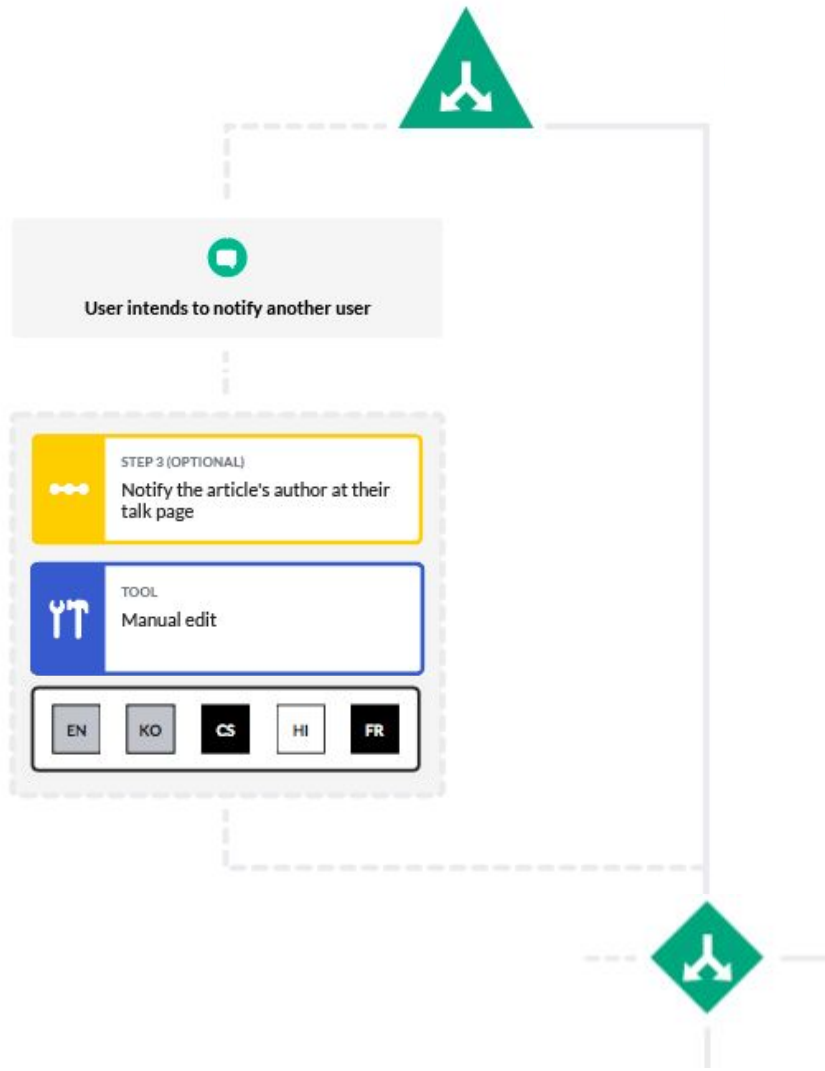 User intends to notify another user
STEP 3 (OPTIONAL)
Notify the article's author at their
talk page
TOOL
Manual edit
EN KO CS HI FR